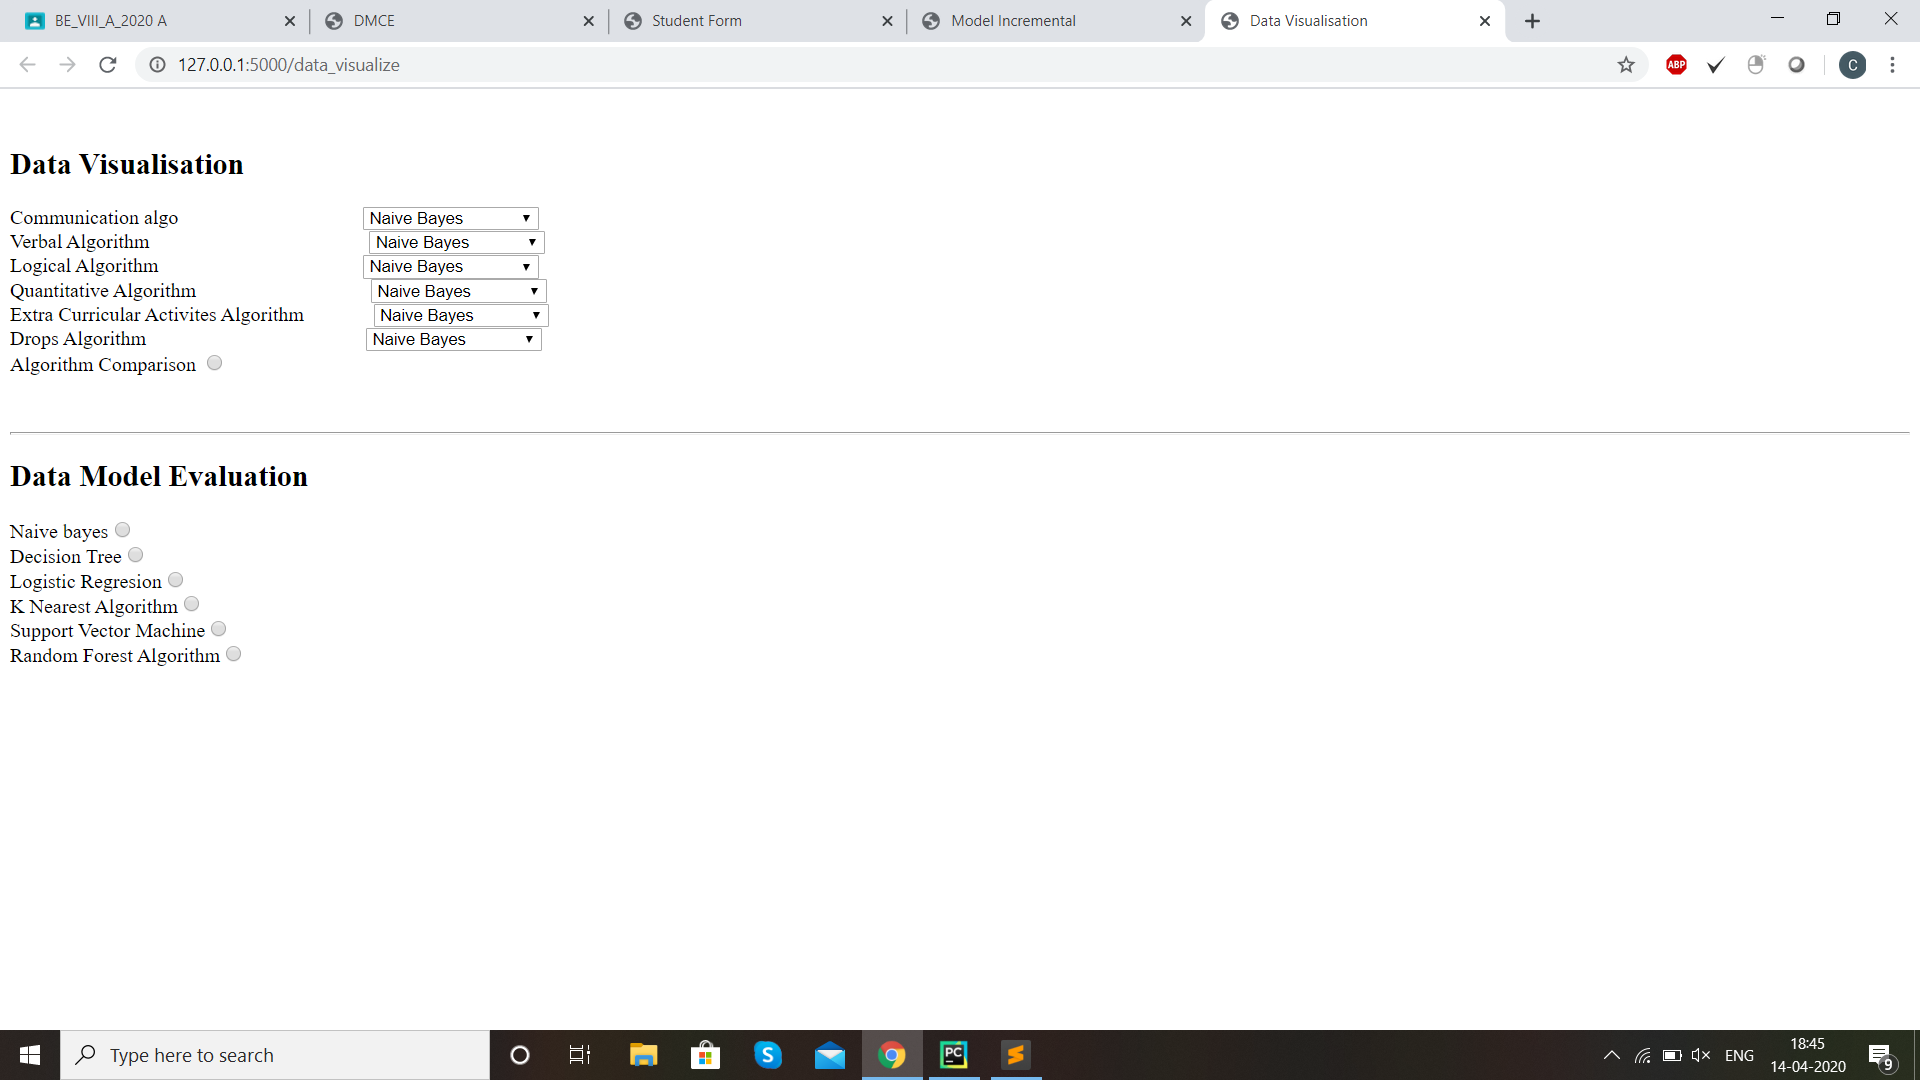 BE_VIII_A_2020 A
DMCE
Student Form
Model Incremental
Data Visualisation
127.0.0.1:5000/data_visualize
ABP
C
Data Visualisation
Communication algo Naive Bayes
Verbal Algorithm Naive Bayes
Logical Algorithm Naive Bayes
Quantitative Algorithm Naive Bayes
Extra Curricular Activites Algorithm Naive Bayes
Drops Algorithm Naive Bayes
Algorithm Comparison
Data Model Evaluation
Naive bayes
Decision Tree
Logistic Regresion
K Nearest Algorithm
Support Vector Machine
Random Forest Algorithm
Type here to search
S
PC
ENG
18:45
14-04-2020
9